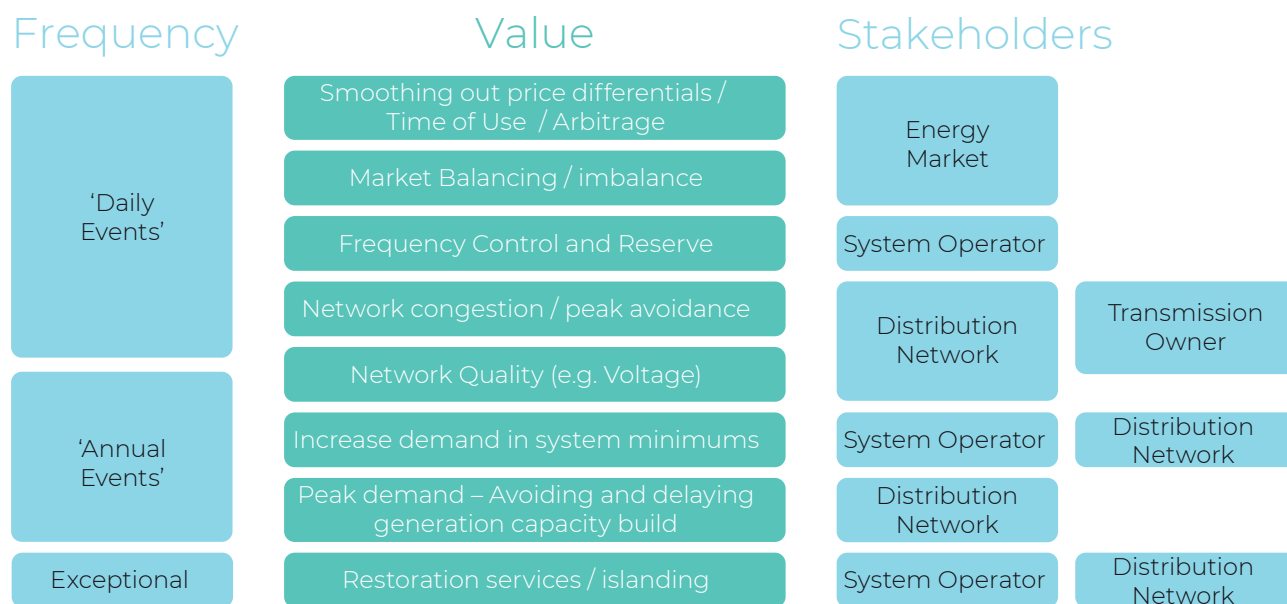 Frequency
Value
Stakeholders
‘Daily
Events’
‘Annual
Events’
Exceptional
Smoothing out price differentials /
Time of Use / Arbitrage
Market Balancing / imbalance
Frequency Control and Reserve
Network congestion / peak avoidance
Network Quality (e.g. Voltage)
Increase demand in system minimums
Peak demand – Avoiding and delaying
generation capacity build
Restoration services / islanding
Energy
Market
System Operator
Distribution
Network
Transmission
Owner
System Operator
Distribution
Network
Distribution
Network
System Operator
Distribution
Network